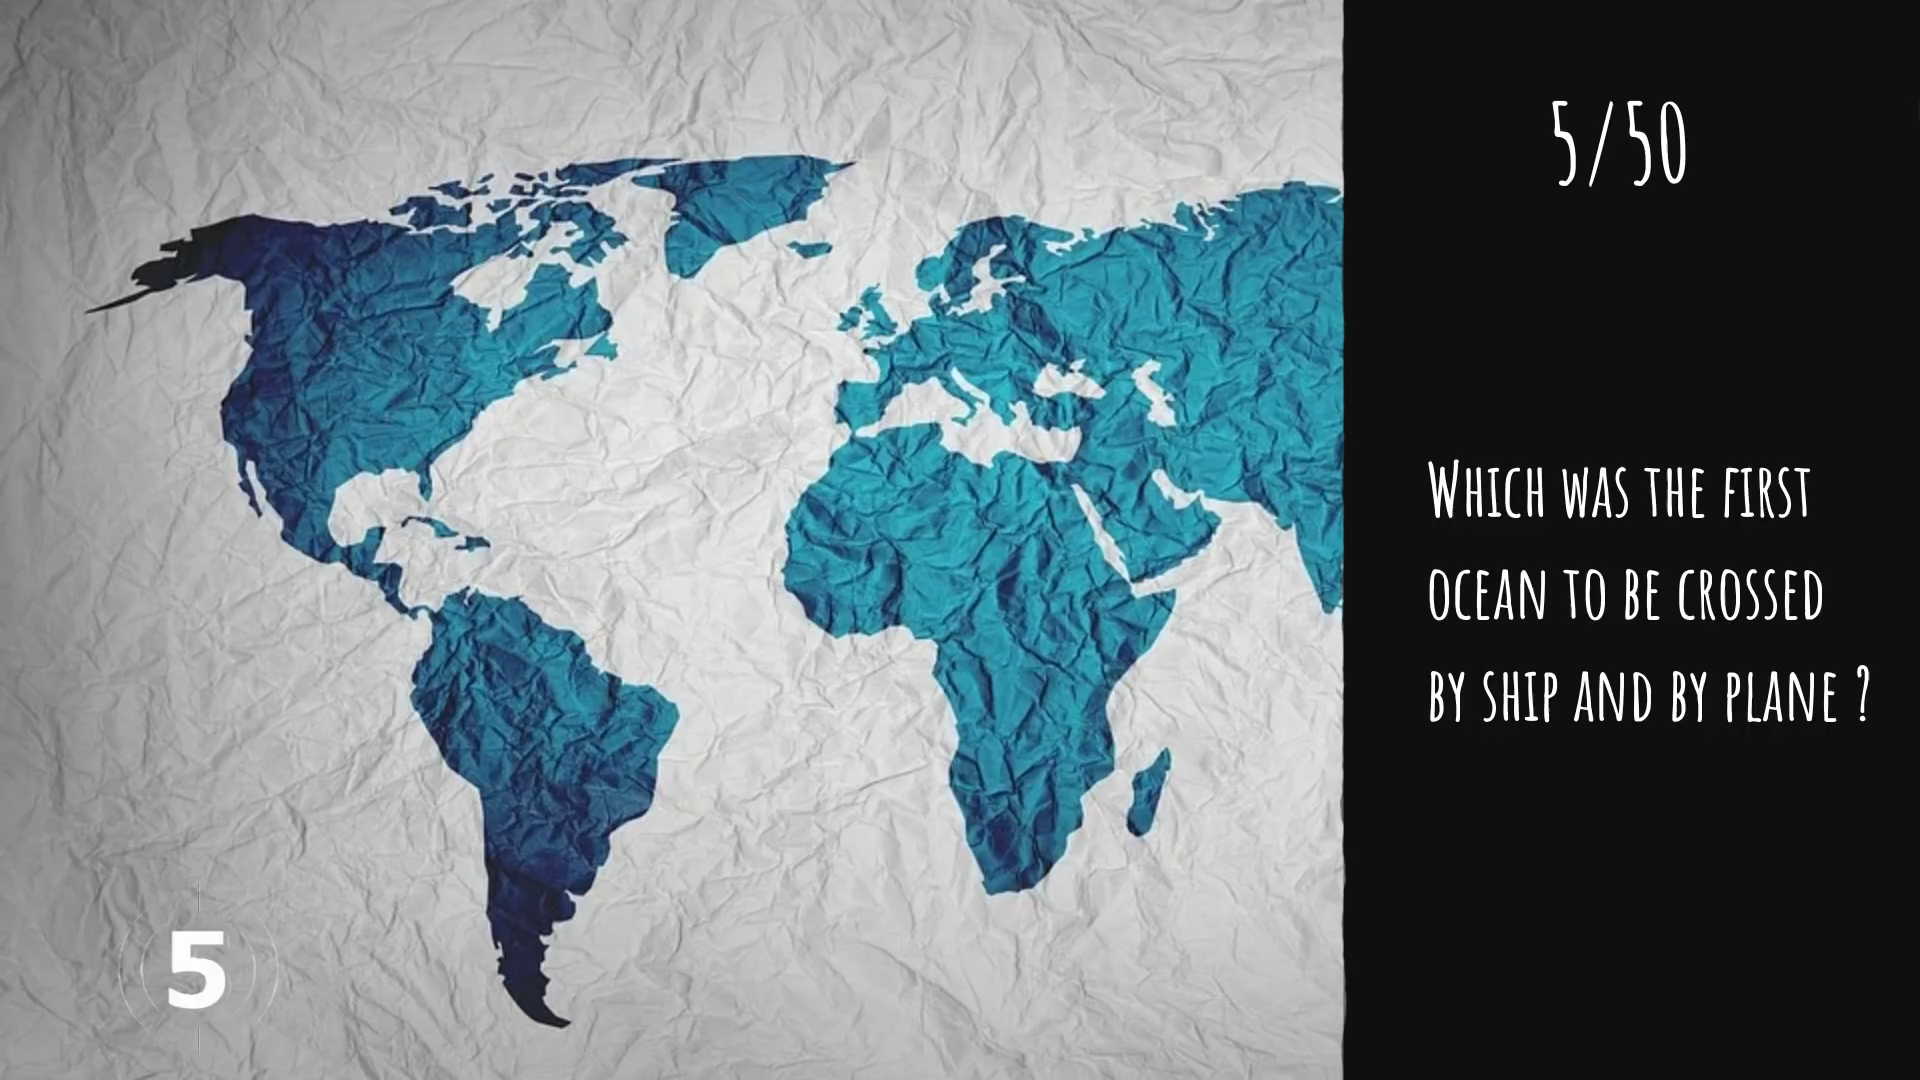 5/50
Which was the first
ocean to be crossed
by ship and by plane ?
5